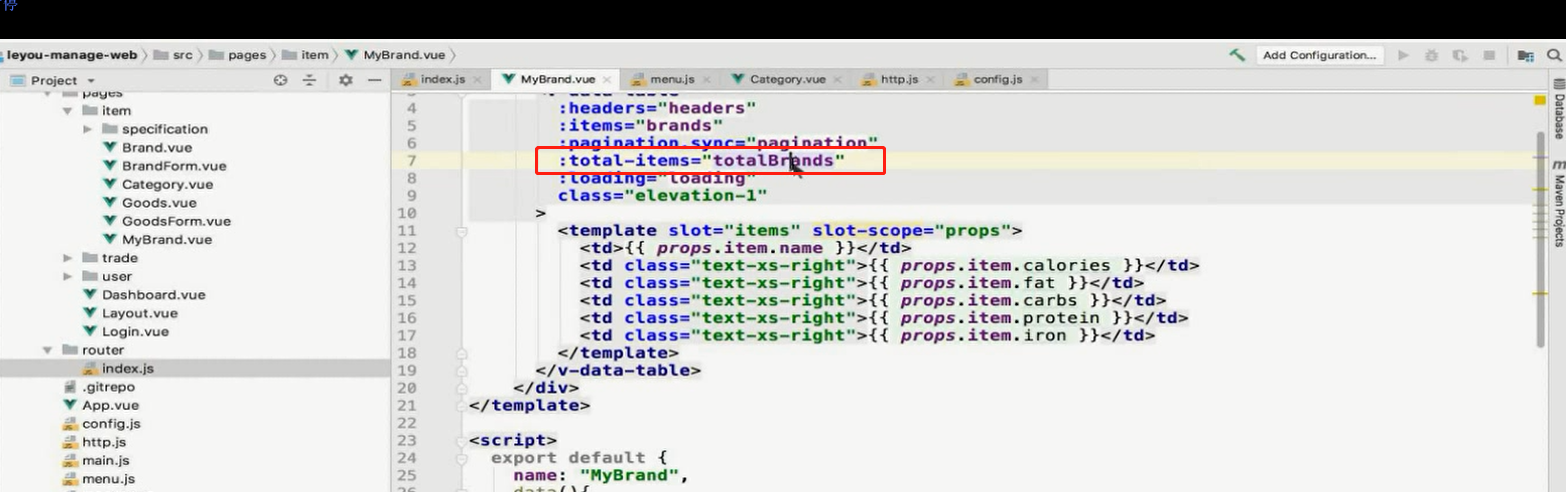 停
leyou-manage-web src pages item MyBrand.vue Add Configuration...
Project index.js MyBrand.vue menu.js Category.vue http.js config.js
pages
item
specification
Brand.vue
BrandForm.vue
Category.vue
Goods.vue
GoodsForm.vue
MyBrand.vue
trade
user
Dashboard.vue
Layout.vue
Login.vue
router
index.js
.gitrepo
App.vue
config.js
http.js
main.js
menu.js
4 :headers="headers"
5 :items="brands"
6 :pagination.sync="pagination"
7 :total-items="totalBrands"
8 :loading="loading"
9 class="elevation-1"
10 >
11 <template slot="items" slot-scope="props">
12 <td>{{ props.item.name }}</td>
13 <td class="text-xs-right">{{ props.item.calories }}</td>
14 <td class="text-xs-right">{{ props.item.fat }}</td>
15 <td class="text-xs-right">{{ props.item.carbs }}</td>
16 <td class="text-xs-right">{{ props.item.protein }}</td>
17 <td class="text-xs-right">{{ props.item.iron }}</td>
18 </template>
19 </v-data-table>
20 </div>
21 </template>
22
23 <script>
24 export default {
25 name: "MyBrand",
26 data(){
Database
Maven Projects